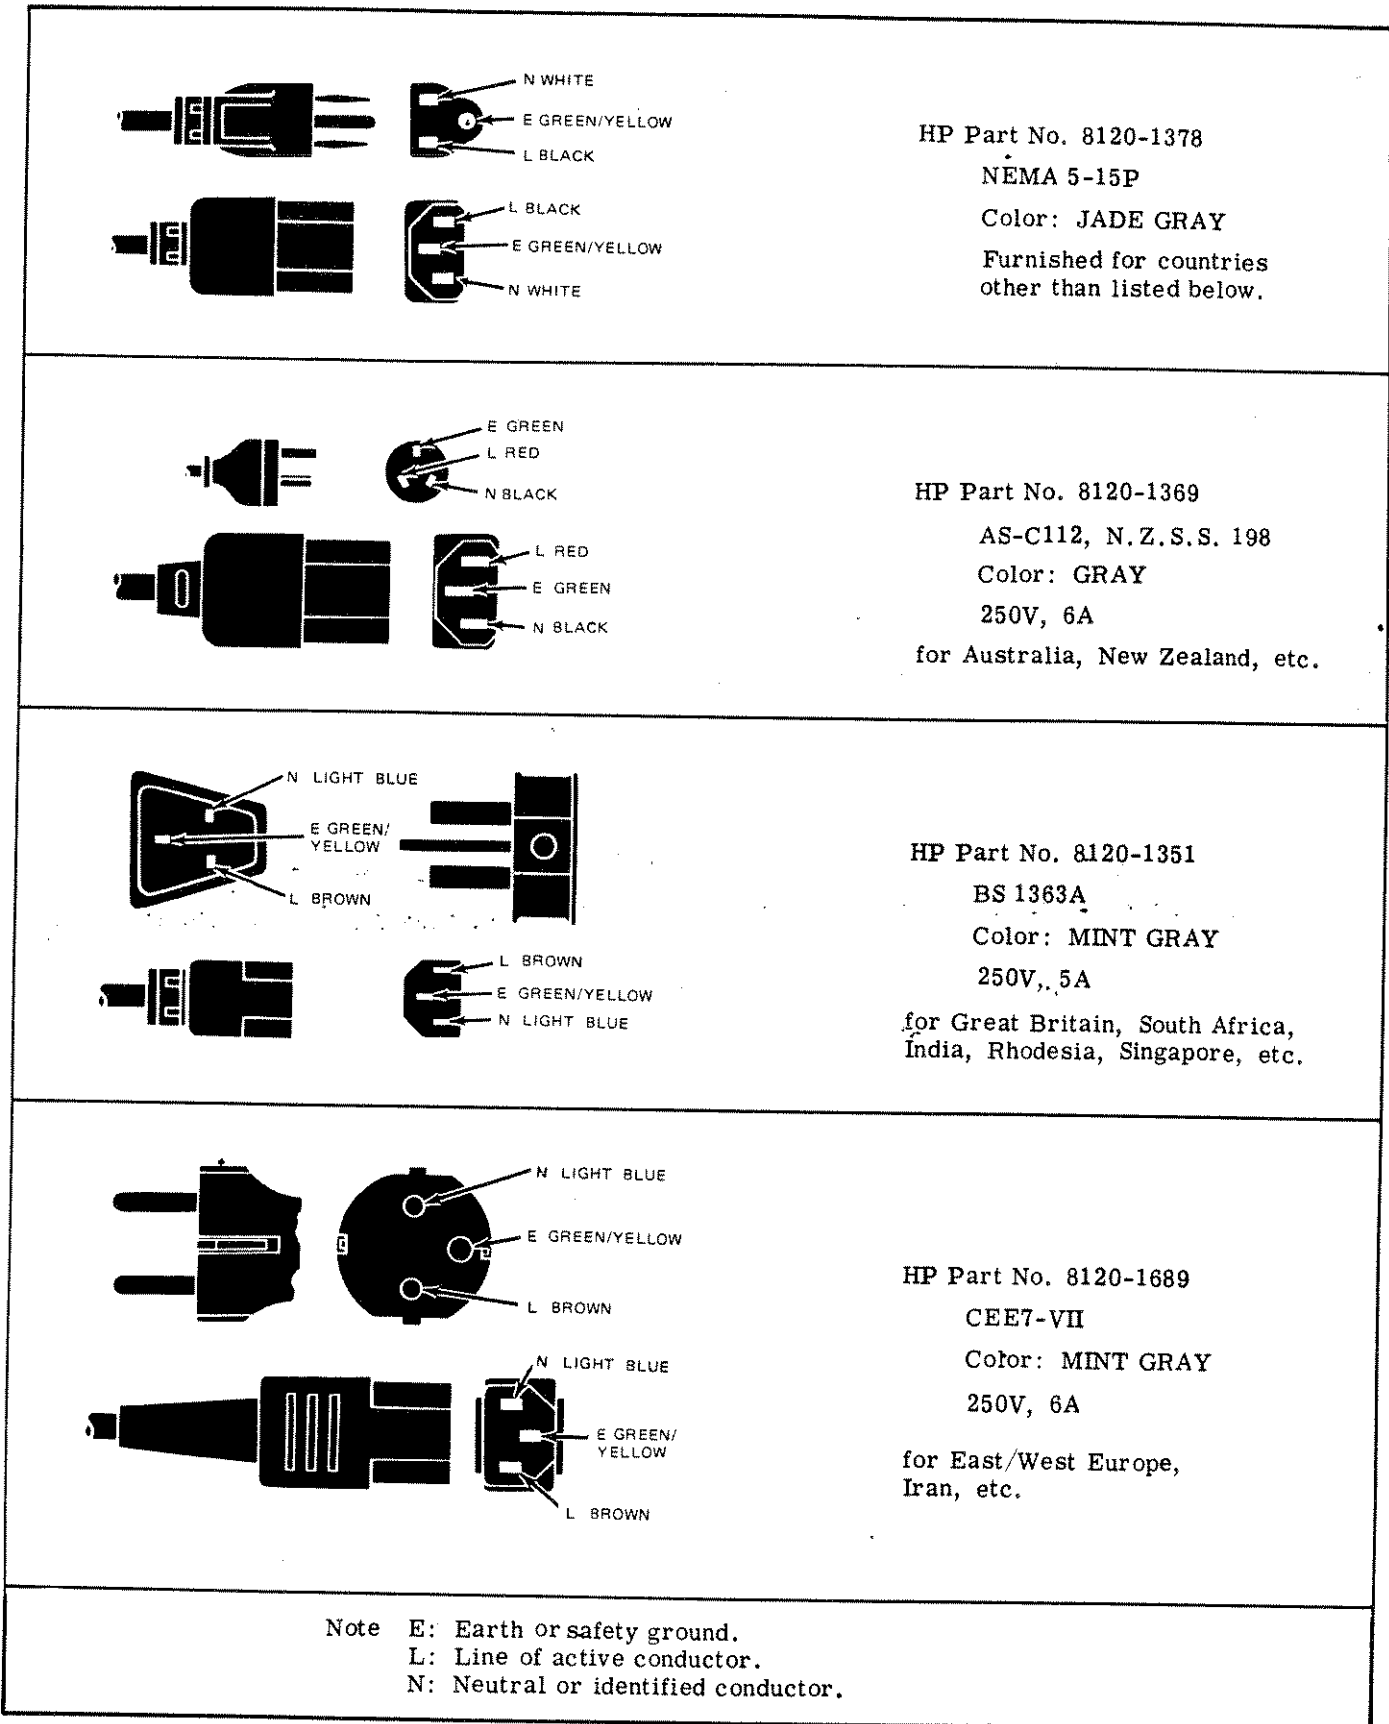 N WHITE
E GREEN/YELLOW
L BLACK
L BLACK
E GREEN/YELLOW
N WHITE
HP Part No. 8120-1378
NEMA 5-15P
Color: JADE GRAY
Furnished for countries
other than listed below.
E GREEN
L RED
N BLACK
L RED
E GREEN
N BLACK
HP Part No. 8120-1369
AS-C112, N.Z.S.S. 198
Color: GRAY
250V, 6A
for Australia, New Zealand, etc.
N LIGHT BLUE
E GREEN/
YELLOW
L BROWN
L BROWN
E GREEN/YELLOW
N LIGHT BLUE
HP Part No. 8120-1351
BS 1363A
Color: MINT GRAY
250V, 5A
for Great Britain, South Africa,
India, Rhodesia, Singapore, etc.
N LIGHT BLUE
E GREEN/YELLOW
L BROWN
N LIGHT BLUE
E GREEN/
YELLOW
L BROWN
HP Part No. 8120-1689
CEE7-VII
Color: MINT GRAY
250V, 6A
for East/West Europe,
Iran, etc.
Note E: Earth or safety ground.
L: Line of active conductor.
N: Neutral or identified conductor.